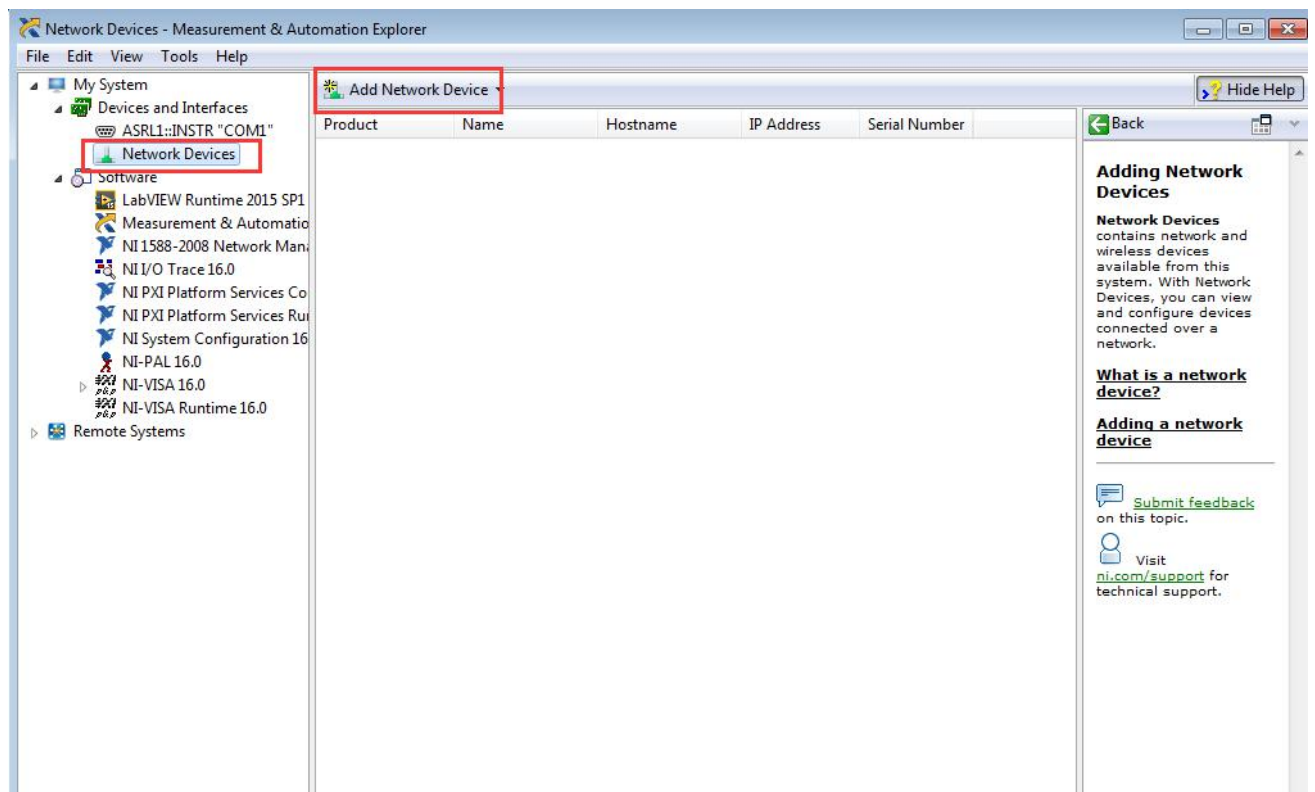 Network Devices - Measurement & Automation Explorer
File Edit View Tools Help
My System
Devices and Interfaces
ASRL1::INSTR "COM1"
Network Devices
Software
LabVIEW Runtime 2015 SP1
Measurement & Automatio
NI 1588-2008 Network Mana
NI I/O Trace 16.0
NI PXI Platform Services Co
NI PXI Platform Services Ru
NI System Configuration 16
NI-PAL 16.0
NI-VISA 16.0
NI-VISA Runtime 16.0
Remote Systems
Add Network Device
Hide Help
Product Name Hostname IP Address Serial Number
Back
Adding Network
Devices
Network Devices
contains network and
wireless devices
available from this
system. With Network
Devices, you can view
and configure devices
connected over a
network.
What is a network
device?
Adding a network
device
Submit feedback
on this topic.
Visit
ni.com/support for
technical support.